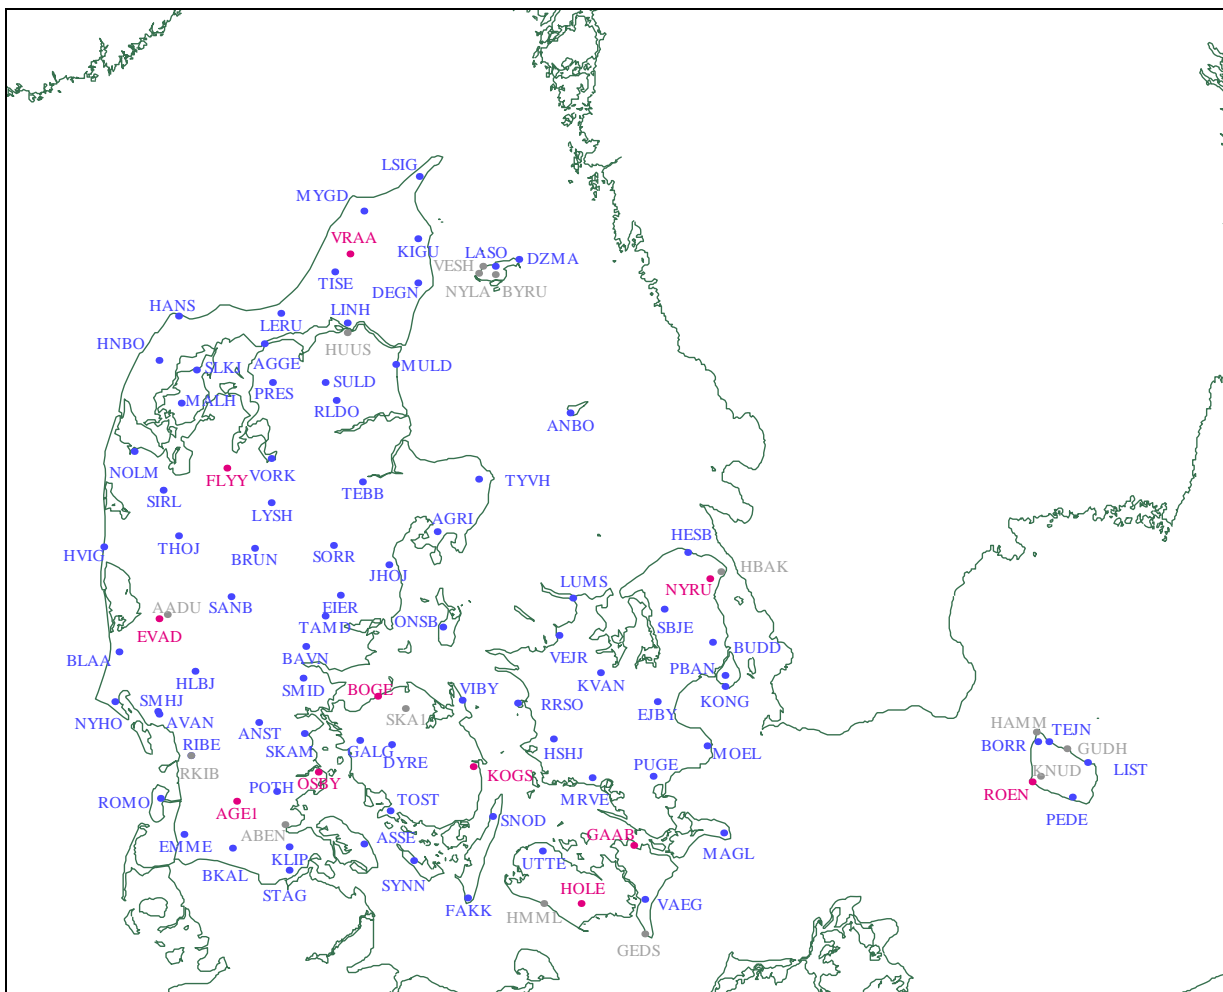 LSIG
MYGD
VRAA
KIGU
LASO
DZMA
VESH
TISE
DEGN
NYLA
BYRU
HANS
LINH
LERU
HNBO
HUUS
AGGE
MULD
SLKI
SULD
PRES
MALH
RLDO
ANBO
NOLM
FLYY
VORK
TYVH
SIRL
TEBB
LYSH
AGRI
HESB
THOJ
HVIG
BRUN
SORR
JHOJ
HBAK
LUMS
NYRU
AADU
SANB
EIER
SBJE
ONSB
TAMD
EVAD
BUDD
BLAA
BAVN
VEJR
PBAN
HLBJ
KVAN
SMID
BOGE
VIBY
KONG
SMHJ
RRSO
EJBY
NYHO
AVAN
SKA1
HAMM
TEJN
ANST
RIBE
SKAM
GALG
BORR
GUDH
HSHJ
DYRE
MOEL
PUGE
LIST
RKIB
KOGS
KNUD
OSBY
POTH
ROEN
ROMO
MRVE
TOST
AGE1
SNOD
PEDE
ABEN
ASSE
GAAB
EMME
MAGL
KLIP
UTTE
BKAL
SYNN
STAG
HOLE
FAKK
VAEG
HMML
GEDS